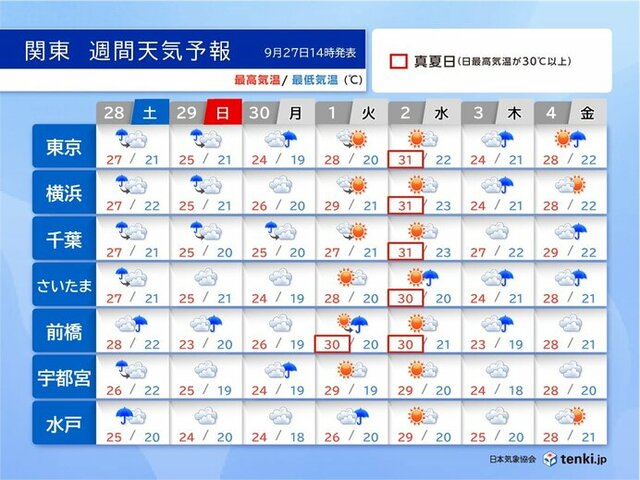 関東 週間天気予報 9月27日14時発表
最高気温/最低気温 (℃)
真夏日(日最高気温が30℃以上)
28 土 29 日 30 月 1 火 2 水 3 木 4 金
東京 27 / 21 25 / 21 24 / 19 28 / 20 31 / 22 24 / 21 28 / 22
横浜 27 / 22 25 / 21 26 / 20 29 / 21 31 / 23 24 / 21 28 / 22
千葉 27 / 21 25 / 20 25 / 20 27 / 21 31 / 23 27 / 22 29 / 22
さいたま 27 / 21 25 / 20 24 / 19 28 / 20 30 / 20 24 / 19 28 / 21
前橋 28 / 22 23 / 20 26 / 19 30 / 20 30 / 21 23 / 19 28 / 21
宇都宮 26 / 22 25 / 19 24 / 19 29 / 19 29 / 20 24 / 18 28 / 20
水戸 25 / 20 24 / 20 24 / 18 26 / 20 29 / 20 24 / 20 28 / 21
日本気象協会 tenki.jp